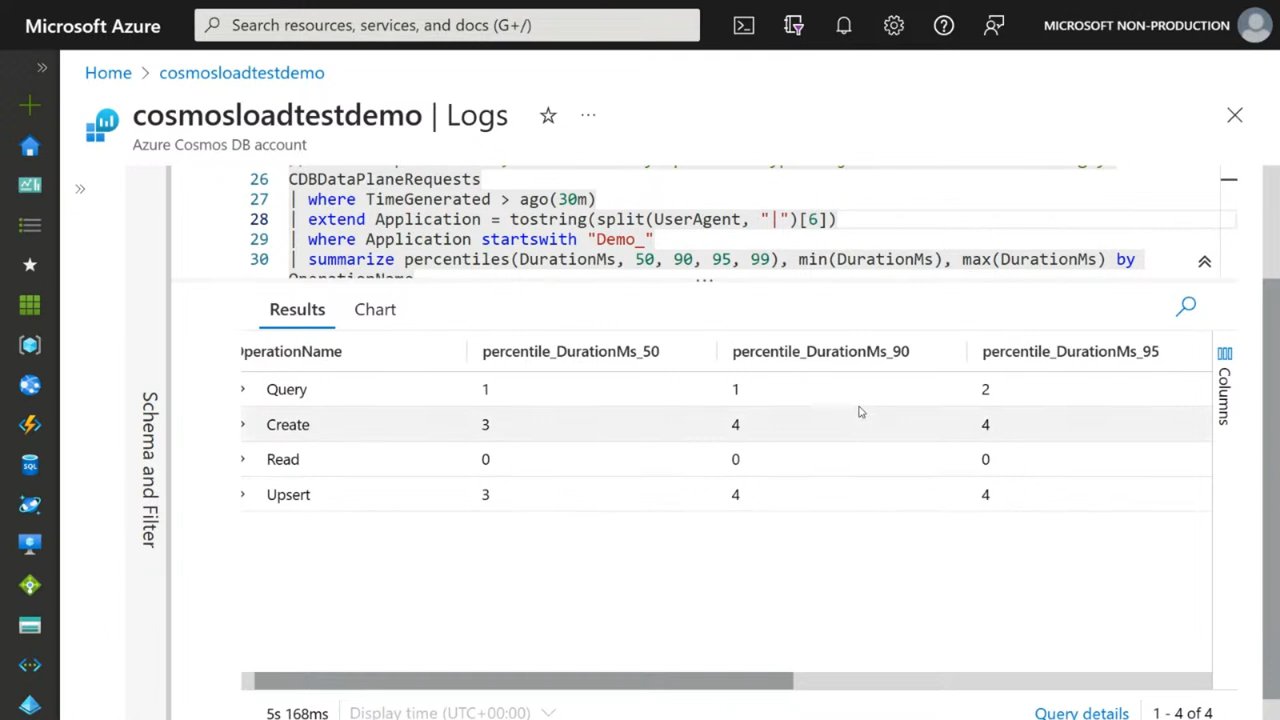 Microsoft Azure
Search resources, services, and docs (G+/)
MICROSOFT NON-PRODUCTION
Home > cosmosloadtestdemo
cosmosloadtestdemo | Logs
Azure Cosmos DB account
26 CDBDataPlaneRequests
27 | where TimeGenerated > ago(30m)
28 | extend Application = tostring(split(UserAgent, "|")[6])
29 | where Application startswith "Demo_"
30 | summarize percentiles(DurationMs, 50, 90, 95, 99), min(DurationMs), max(DurationMs) by
OperationName
Results Chart
OperationName percentile_DurationMs_50 percentile_DurationMs_90 percentile_DurationMs_95
Query 1 1 2
Create 3 4 4
Read 0 0 0
Upsert 3 4 4
Columns
Schema and Filter
SQL
5s 168ms Display time (UTC+00:00) Query details 1 - 4 of 4